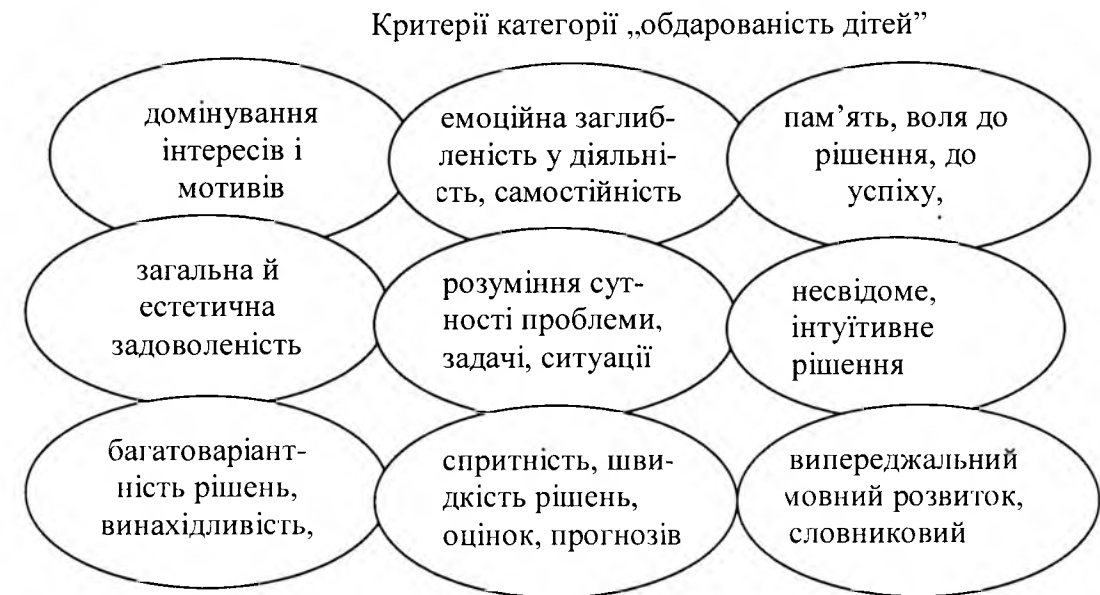 Критерії категорії „обдарованість дітей”
домінування
інтересів і
мотивів
емоційна заглиб-
леність у діяльні-
сть, самостійність
пам’ять, воля до
рішення, до
успіху,
загальна й
естетична
задоволеність
розуміння сут-
ності проблеми,
задачі, ситуації
несвідоме,
інтуїтивне
рішення
багатоваріант-
ність рішень,
винахідливість,
спритність, шви-
дкість рішень,
оцінок, прогнозів
випереджальний
мовний розвиток,
словниковий